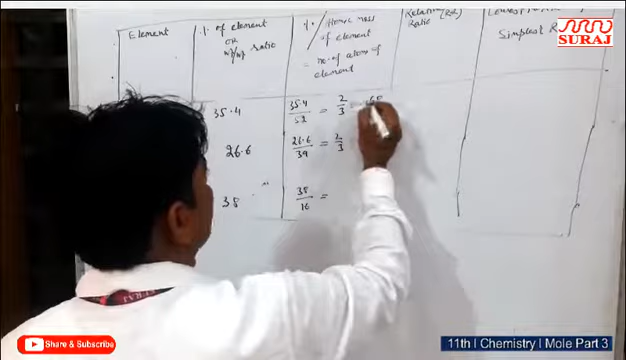 Element
% of element
OR
w/w ratio
%/Atomic mass
of element
= no. of atoms of
element
Relative
Ratio
Simplest R
SURAJ
35.4
35.4/52 = 2/3 =
26.6
26.6/39 = 2/3
38
38/16 =
Share & Subscribe
11th I Chemistry I Mole Part 3